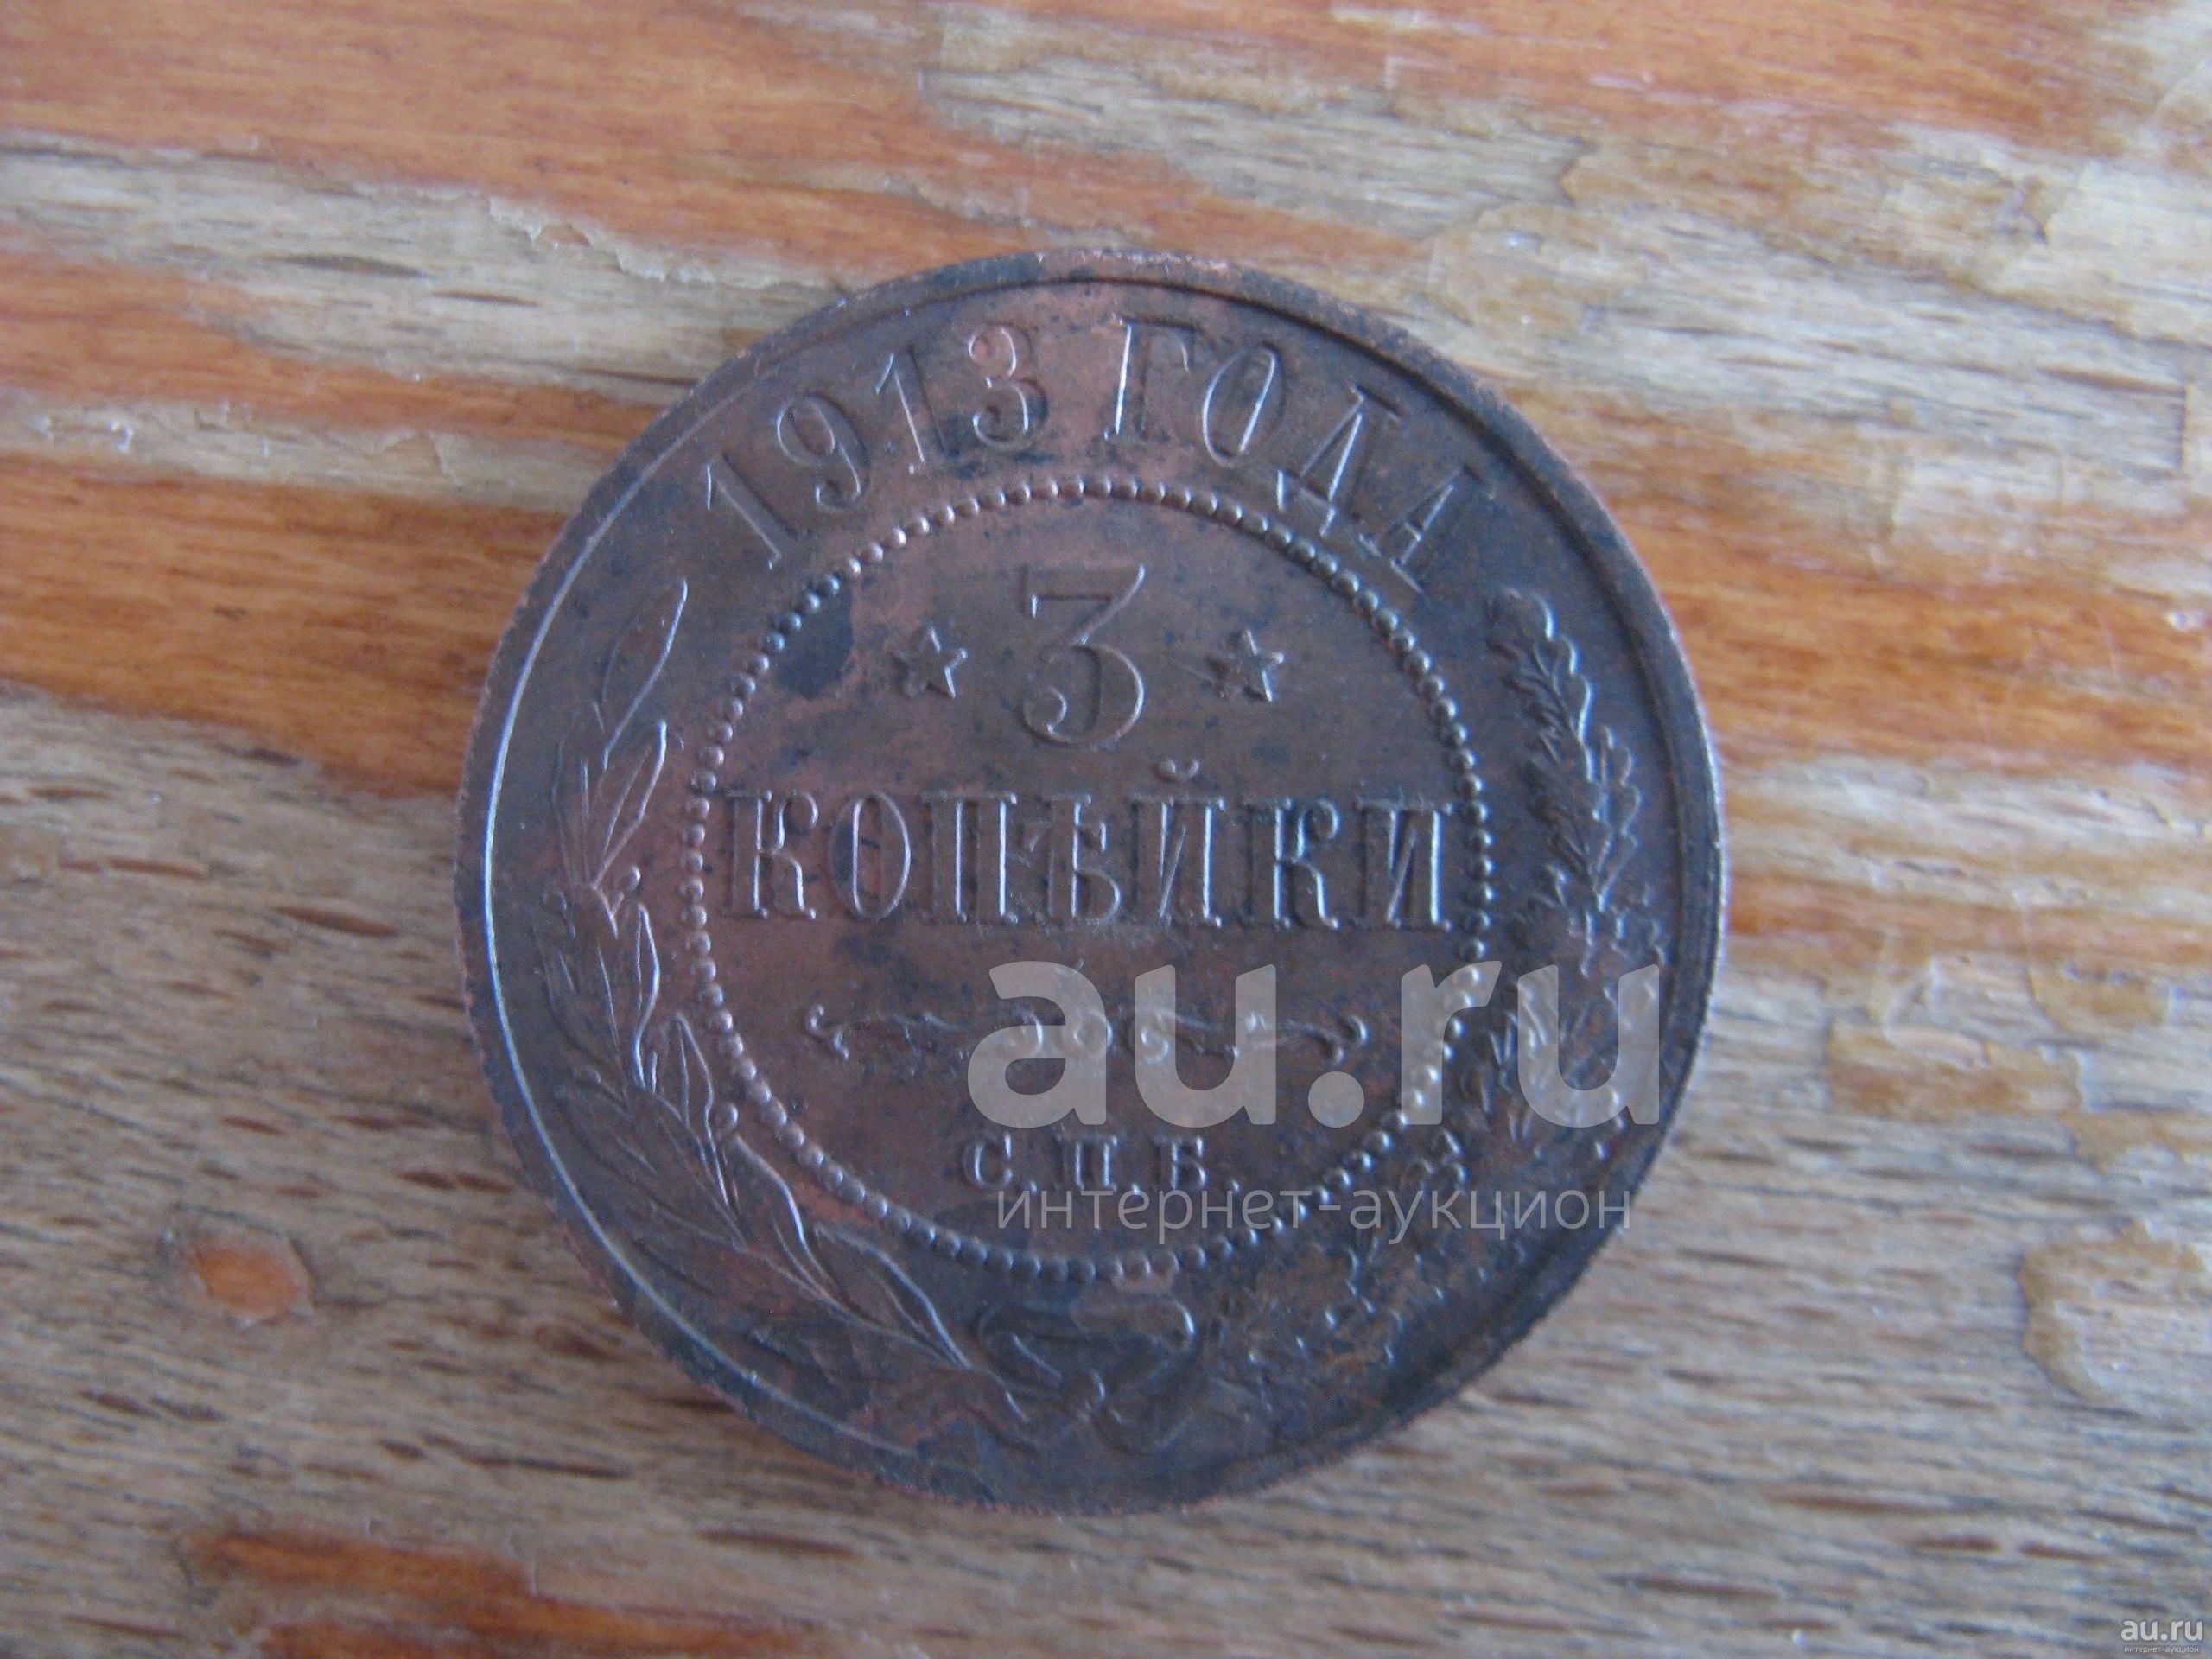 1913 ГОДА
3
КОПѢЙКИ
С.П.Б.
au.ru
интернет-аукцион
au.ru
интернет-аукцион